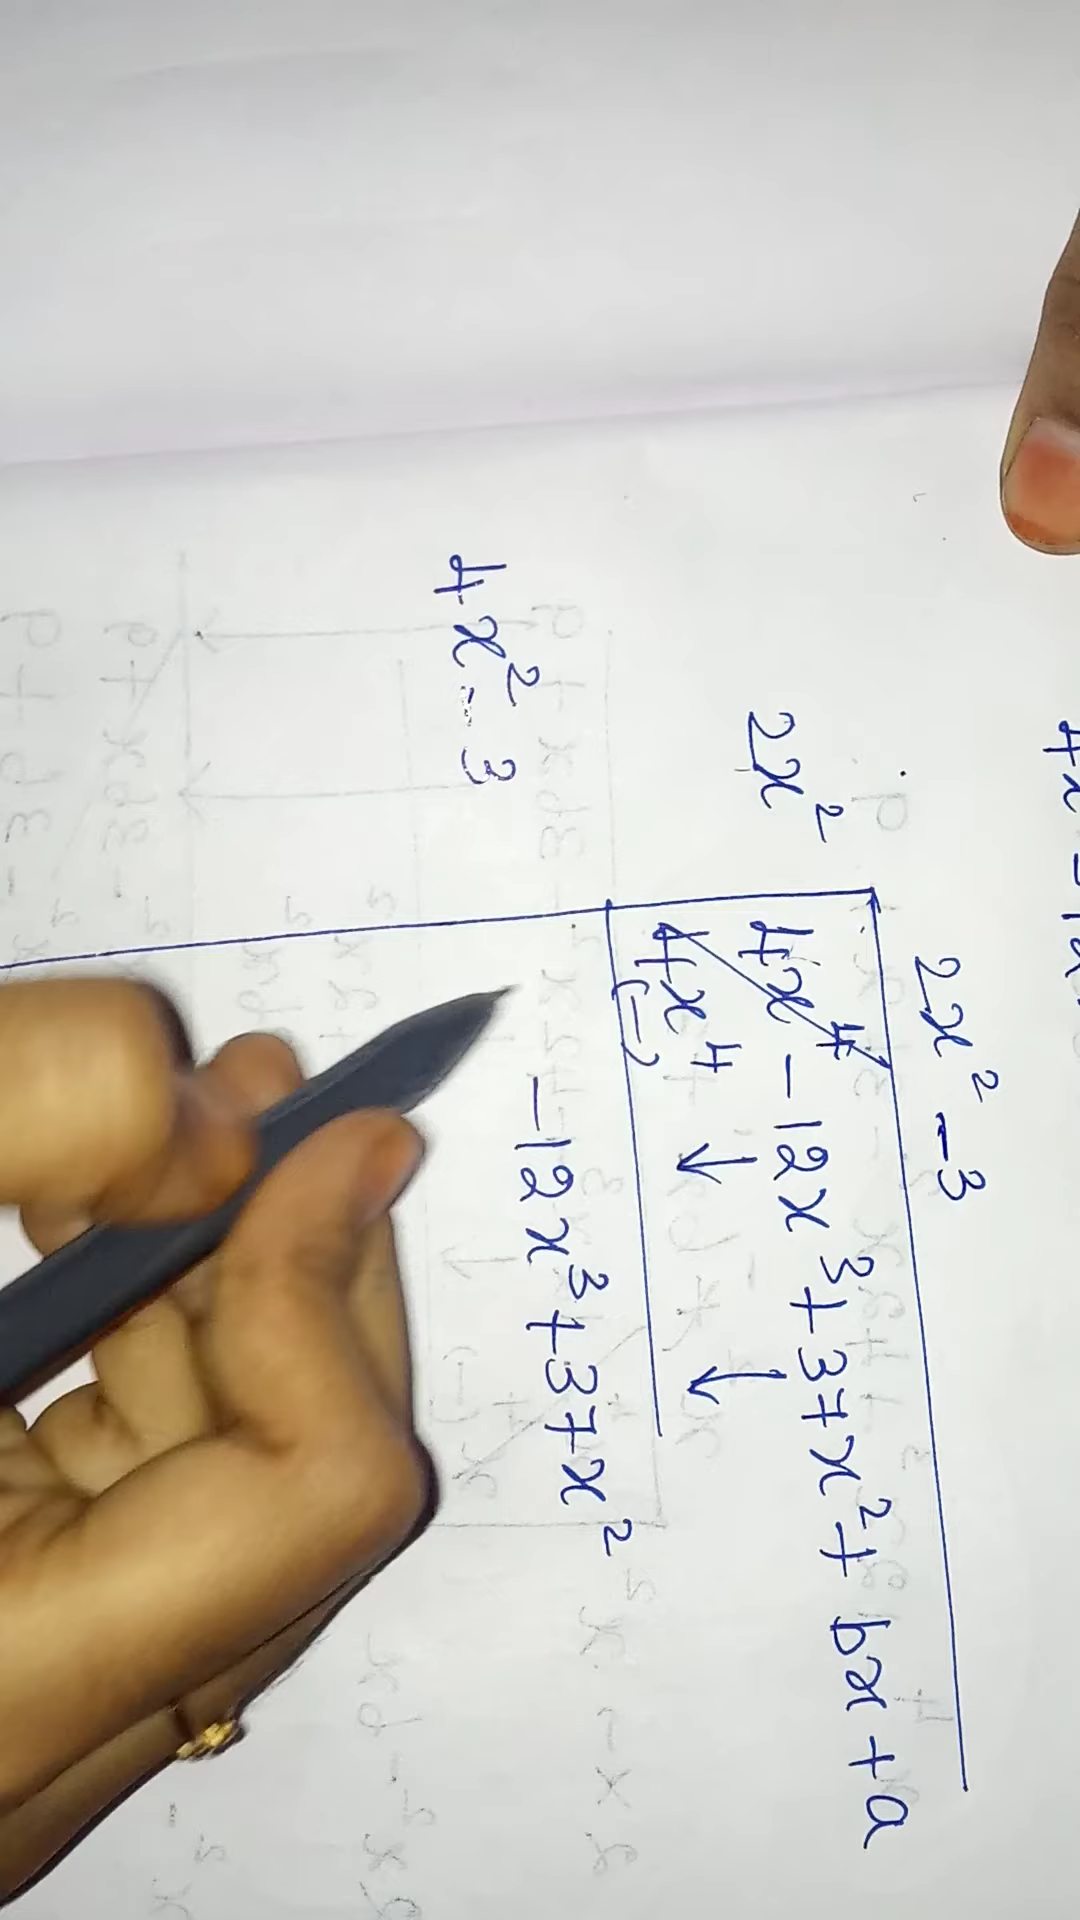 2x² - 3
2x² 4x⁴ - 12x³ + 37x² + bx + a
4x⁴ ↓ ↓
(-)
4x² - 3 - 12x³ + 37x²